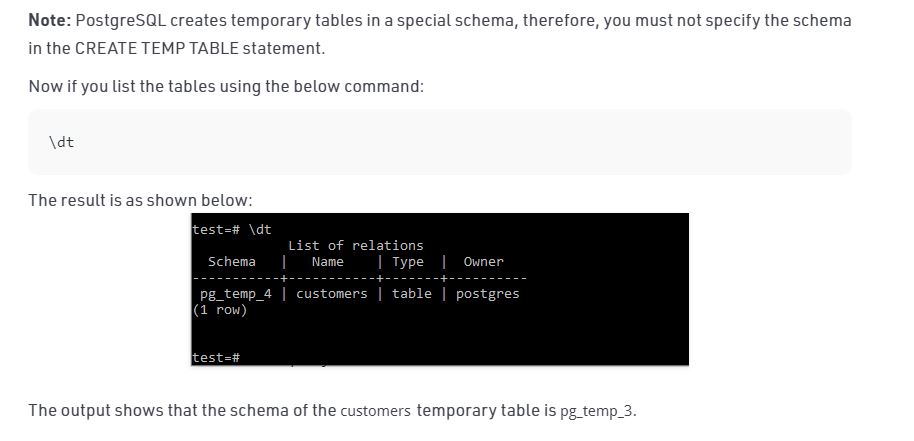 Note: PostgreSQL creates temporary tables in a special schema, therefore, you must not specify the schema
in the CREATE TEMP TABLE statement.
Now if you list the tables using the below command:
\dt
The result is as shown below:
test=# \dt
List of relations
Schema | Name | Type | Owner
-----------+-----------+-------+----------
pg_temp_4 | customers | table | postgres
(1 row)
test=#
The output shows that the schema of the customers temporary table is pg_temp_3.